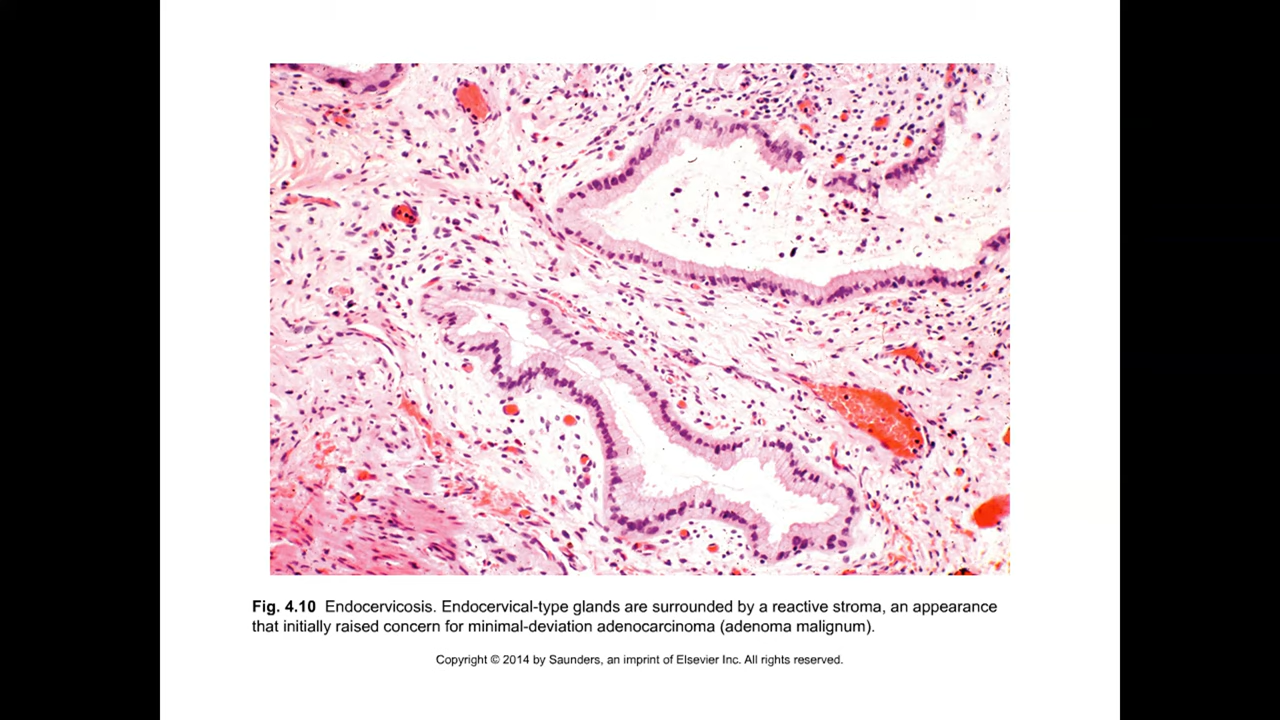 Fig. 4.10 Endocervicosis. Endocervical-type glands are surrounded by a reactive stroma, an appearance
that initially raised concern for minimal-deviation adenocarcinoma (adenoma malignum).
Copyright © 2014 by Saunders, an imprint of Elsevier Inc. All rights reserved.